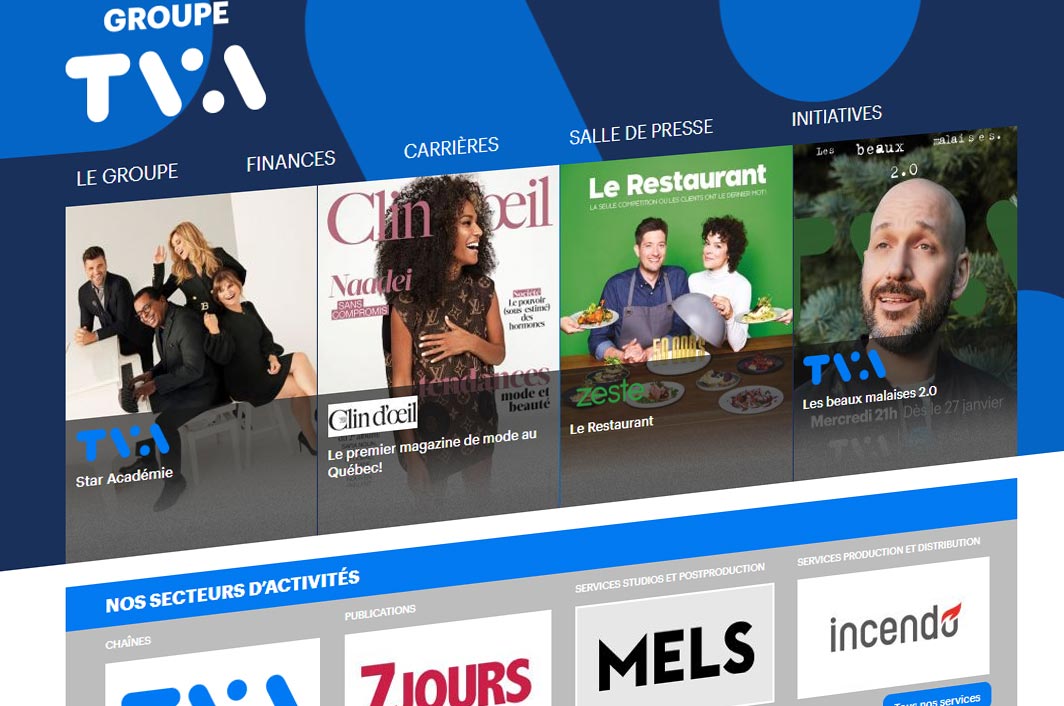 GROUPE
TVA
LE GROUPE
FINANCES
CARRIÈRES
SALLE DE PRESSE
INITIATIVES
TVA
Star Académie
Clin d'œil
Naadei
SANS
COMPROMIS
Société
Le pouvoir
(sous estimé)
des
hormones
tendances
mode et
beauté
Clin d'œil
Le premier magazine de mode au
Québec!
Le Restaurant
LA SEULE COMPÉTITION OÙ LES CLIENTS ONT LE DERNIER MOT!
50 000$
zeste
Le Restaurant
Les beaux malaises.
2.0
TVA
Les beaux malaises 2.0
Mercredi 21h Dès le 27 janvier
TVA
NOS SECTEURS D'ACTIVITÉS
CHAÎNES
TVA
PUBLICATIONS
7 JOURS
SERVICES STUDIOS ET POSTPRODUCTION
MELS
SERVICES PRODUCTION ET DISTRIBUTION
incendo
Tous nos services